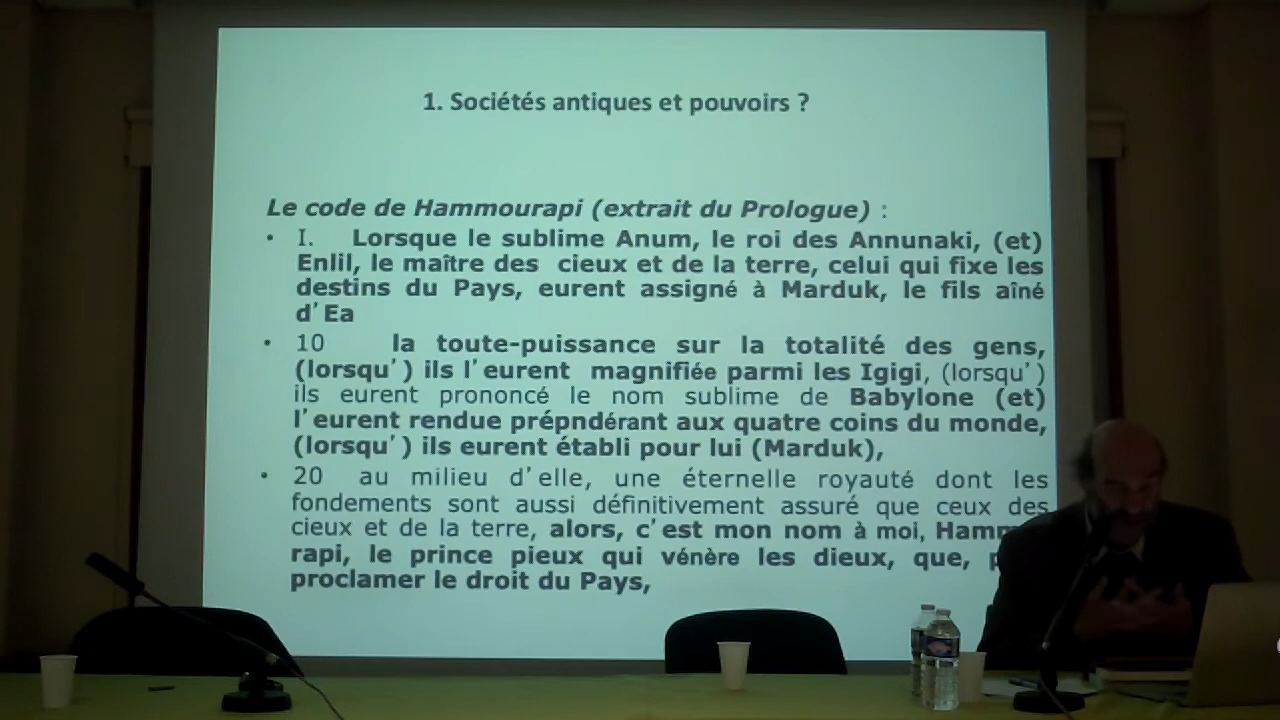 1. Sociétés antiques et pouvoirs ?
Le code de Hammourapi (extrait du Prologue) :
• I. Lorsque le sublime Anum, le roi des Annunaki, (et)
Enlil, le maître des cieux et de la terre, celui qui fixe les
destins du Pays, eurent assigné à Marduk, le fils aîné
d'Ea
• 10 la toute-puissance sur la totalité des gens,
(lorsqu') ils l'eurent magnifiée parmi les Igigi, (lorsqu')
ils eurent prononcé le nom sublime de Babylone (et)
l'eurent rendue prépndérant aux quatre coins du monde,
(lorsqu') ils eurent établi pour lui (Marduk),
• 20 au milieu d'elle, une éternelle royauté dont les
fondements sont aussi définitivement assuré que ceux des
cieux et de la terre, alors, c'est mon nom à moi,
rapi, le prince pieux qui vénère les dieux, que,
proclamer le droit du Pays,